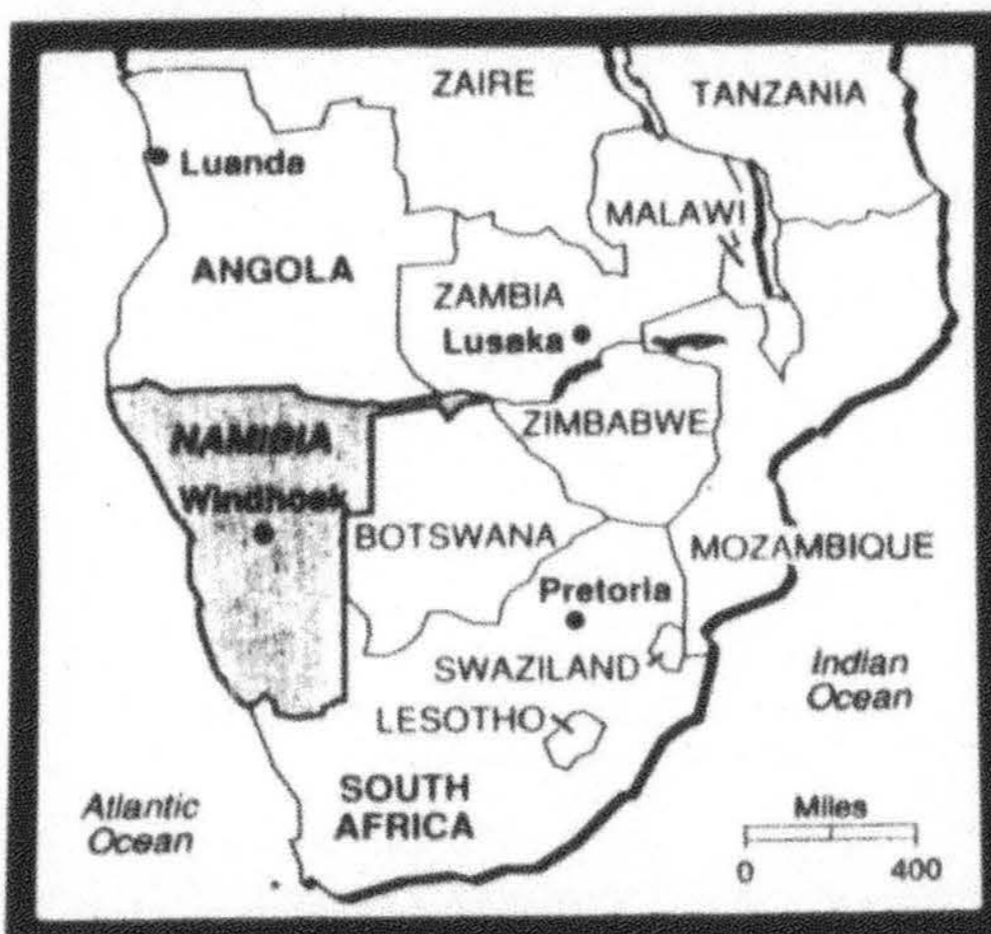 ZAIRE
TANZANIA
Luanda
MALAWI
ANGOLA
ZAMBIA
Lusaka
NAMIBIA
ZIMBABWE
Windhoek
BOTSWANA
MOZAMBIQUE
Pretoria
SWAZILAND
Indian
Ocean
LESOTHO
SOUTH
AFRICA
Atlantic
Ocean
Miles
0 400